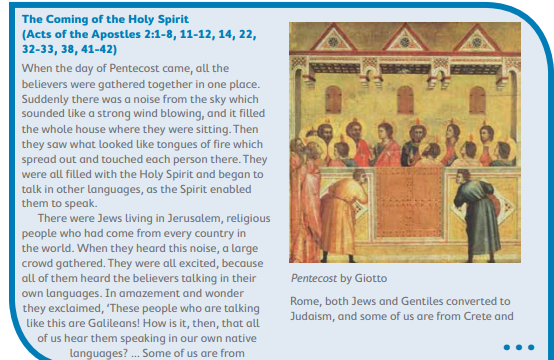 The Coming of the Holy Spirit
(Acts of the Apostles 2:1-8, 11-12, 14, 22,
32-33, 38, 41-42)
When the day of Pentecost came, all the
believers were gathered together in one place.
Suddenly there was a noise from the sky which
sounded like a strong wind blowing, and it filled
the whole house where they were sitting. Then
they saw what looked like tongues of fire which
spread out and touched each person there. They
were all filled with the Holy Spirit and began to
talk in other languages, as the Spirit enabled
them to speak.
There were Jews living in Jerusalem, religious
people who had come from every country in
the world. When they heard this noise, a large
crowd gathered. They were all excited, because
all of them heard the believers talking in their
own languages. In amazement and wonder
they exclaimed, ‘These people who are talking
like this are Galileans! How is it, then, that all
of us hear them speaking in our own native
languages? ... Some of us are from
Pentecost by Giotto
Rome, both Jews and Gentiles converted to
Judaism, and some of us are from Crete and